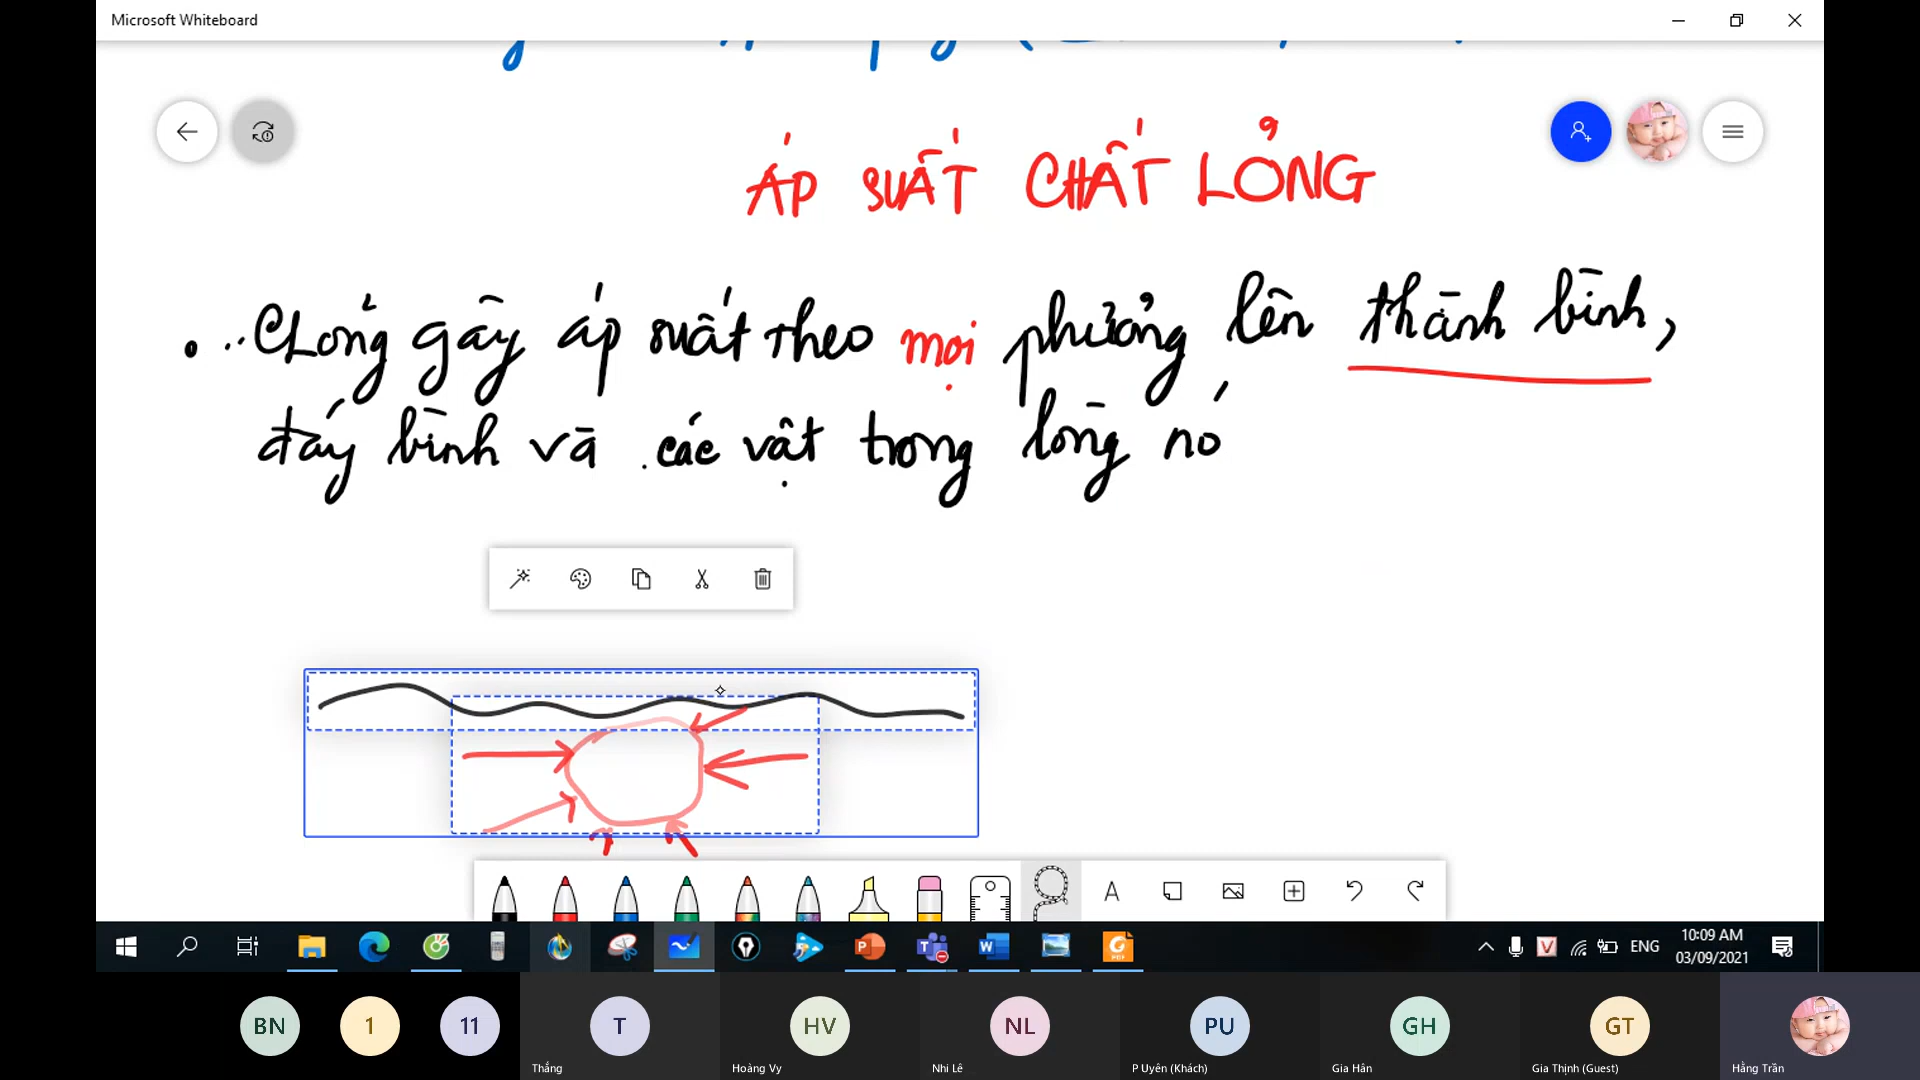 Microsoft Whiteboard
ÁP SUẤT CHẤT LỎNG
CLỏng gây áp suất theo mọi phương lên thành bình,
đáy bình và các vật trong lòng nó
A
ENG
10:09 AM
03/09/2021
BN
1
11
T
HV
NL
PU
GH
GT
Thắng
Hoàng Vy
Nhi Lê
P Uyên (Khách)
Gia Hân
Gia Thịnh (Guest)
Hằng Trần